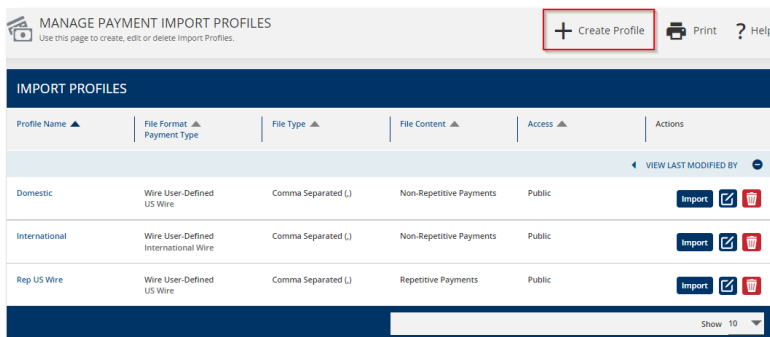 MANAGE PAYMENT IMPORT PROFILES
Use this page to create, edit or delete Import Profiles.
Create Profile
Print
? Help
IMPORT PROFILES
Profile Name
File Format
Payment Type
File Type
File Content
Access
Actions
VIEW LAST MODIFIED BY
Domestic
Wire User-Defined
US Wire
Comma Separated (,)
Non-Repetitive Payments
Public
Import
International
Wire User-Defined
International Wire
Comma Separated (,)
Non-Repetitive Payments
Public
Import
Rep US Wire
Wire User-Defined
US Wire
Comma Separated (,)
Repetitive Payments
Public
Import
Show 10